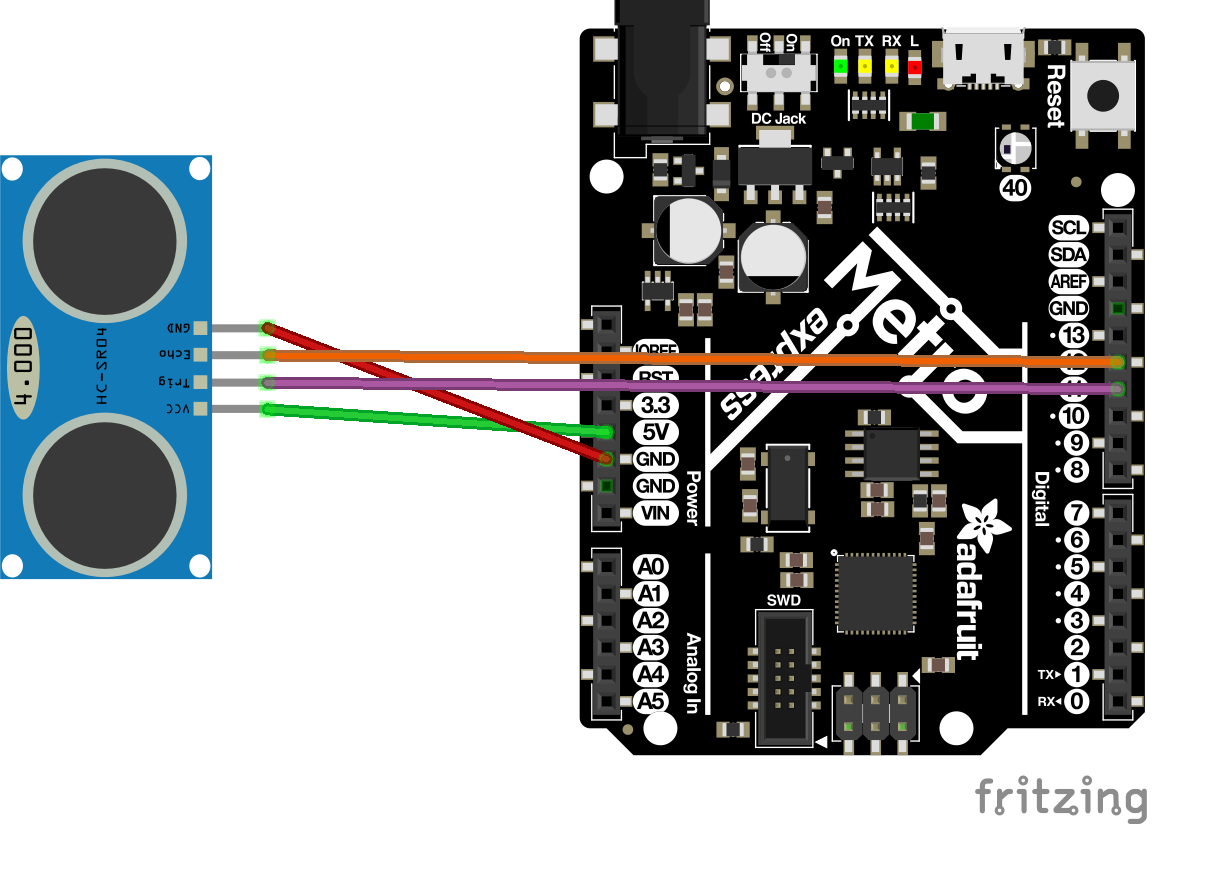 4.000
HC-SR04
GND
Echo
Trig
VCC
Off
On
DC Jack
On TX RX L
Reset
40
Metro
express
IOREF
RST
3.3
5V
GND
GND
VIN
Power
A0
A1
A2
A3
A4
A5
Analog In
SWD
adafruit
SCL
SDA
AREF
GND
13
10
9
8
Digital
7
6
5
4
3
2
TX 1
RX 0
fritzing